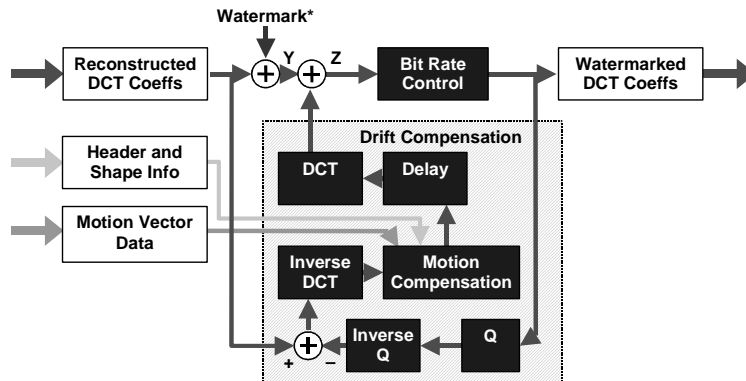 Watermark*
Reconstructed
DCT Coeffs
Y
Z
Bit Rate
Control
Watermarked
DCT Coeffs
Drift Compensation
Header and
Shape Info
DCT
Delay
Motion Vector
Data
Inverse
DCT
Motion
Compensation
Inverse
Q
Q
+
−